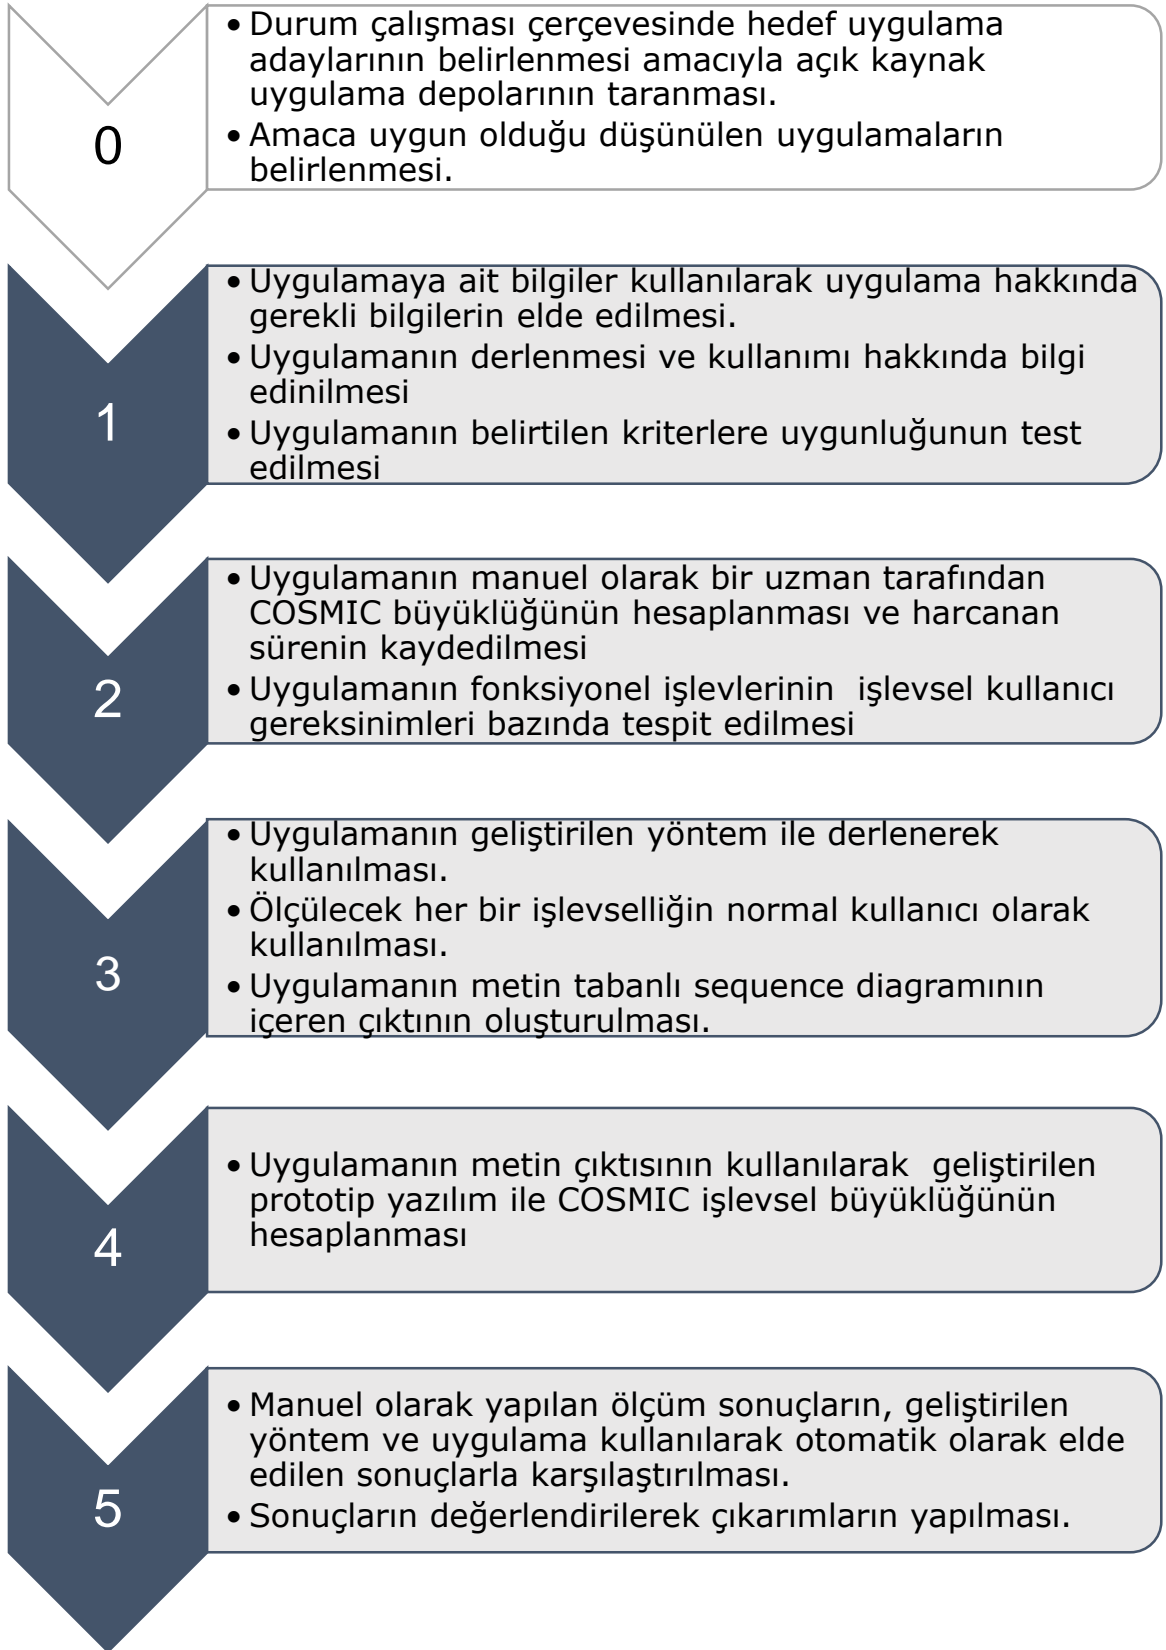 0
• Durum çalışması çerçevesinde hedef uygulama
adaylarının belirlenmesi amacıyla açık kaynak
uygulama depolarının taranması.
• Amaca uygun olduğu düşünülen uygulamaların
belirlenmesi.
1
• Uygulamaya ait bilgiler kullanılarak uygulama hakkında
gerekli bilgilerin elde edilmesi.
• Uygulamanın derlenmesi ve kullanımı hakkında bilgi
edinilmesi
• Uygulamanın belirtilen kriterlere uygunluğunun test
edilmesi
2
• Uygulamanın manuel olarak bir uzman tarafından
COSMIC büyüklüğünün hesaplanması ve harcanan
sürenin kaydedilmesi
• Uygulamanın fonksiyonel işlevlerinin  işlevsel kullanıcı
gereksinimleri bazında tespit edilmesi
3
• Uygulamanın geliştirilen yöntem ile derlenerek
kullanılması.
• Ölçülecek her bir işlevselliğin normal kullanıcı olarak
kullanılması.
• Uygulamanın metin tabanlı sequence diagramının
içeren çıktının oluşturulması.
4
• Uygulamanın metin çıktısının kullanılarak  geliştirilen
prototip yazılım ile COSMIC işlevsel büyüklüğünün
hesaplanması
5
• Manuel olarak yapılan ölçüm sonuçların, geliştirilen
yöntem ve uygulama kullanılarak otomatik olarak elde
edilen sonuçlarla karşılaştırılması.
• Sonuçların değerlendirilerek çıkarımların yapılması.